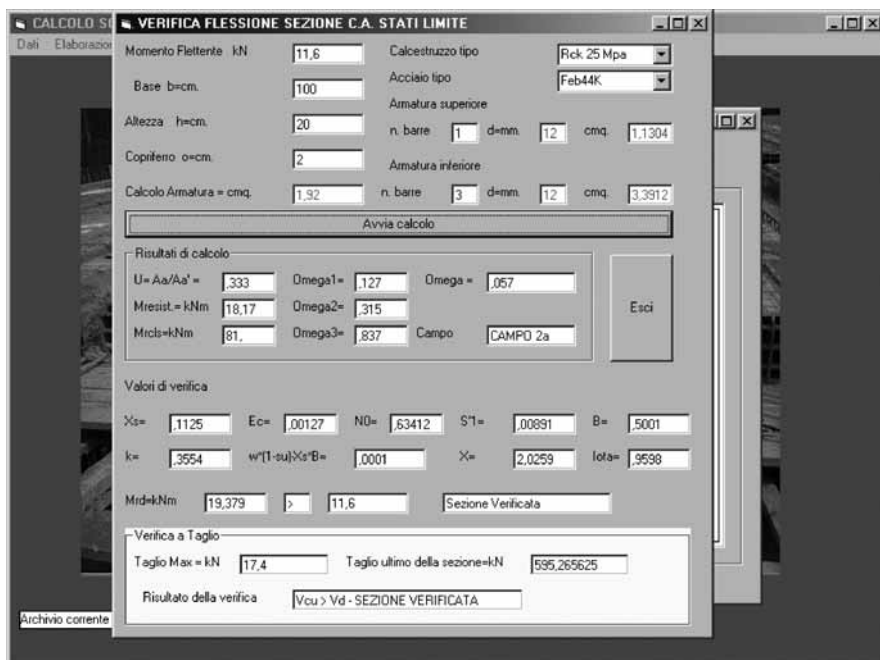 CALCOLO
VERIFICA FLESSIONE SEZIONE C.A. STATI LIMITE
Dati
Momento Flettente kN 11,6 Calcestruzzo tipo Rck 25 Mpa
Base b=cm. 100 Acciaio tipo Feb44K
Armatura superiore
Altezza h=cm. 20 n. barre 1 d=mm. 12 cmq. 1,1304
Copriferro o=cm. 2 Armatura inferiore
Calcolo Armatura = cmq. 1,92 n. barre 3 d=mm. 12 cmq. 3,3912
Avvia calcolo
Risultati di calcolo
U= Aa/Aa' = ,333 Omega1= ,127 Omega = ,057
Mresist.= kNm 18,17 Omega2= ,315
Mrcls=kNm 81, Omega3= ,837 Campo CAMPO 2a
Esci
Valori di verifica
Xs= ,1125 Ec= ,00127 N0= ,63412 S'1= ,00891 B= ,5001
k= ,3554 w*(1-su)-Xs*B= ,0001 X= 2,0259 Iota= ,9598
Mrd=kNm 19,379 > 11,6 Sezione Verificata
Verifica a Taglio
Taglio Max = kN 17,4 Taglio ultimo della sezione=kN 595,265625
Risultato della verifica Vcu > Vd - SEZIONE VERIFICATA
Archivio corrente